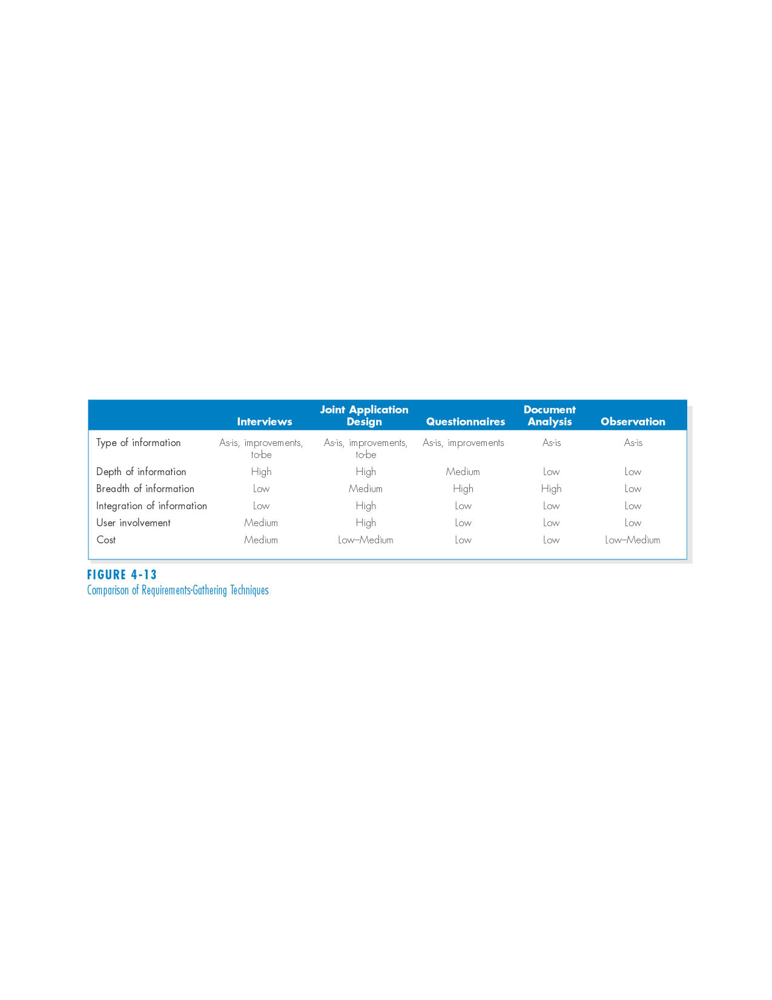 Joint Application Document
Interviews Design Questionnaires Analysis Observation
Type of information As-is, improvements, As-is, improvements, As-is, improvements As-is As-is
to-be to-be
Depth of information High High Medium Low Low
Breadth of information Low Medium High High Low
Integration of information Low High Low Low Low
User involvement Medium High Low Low Low
Cost Medium Low–Medium Low Low Low–Medium
FIGURE 4-13
Comparison of Requirements-Gathering Techniques